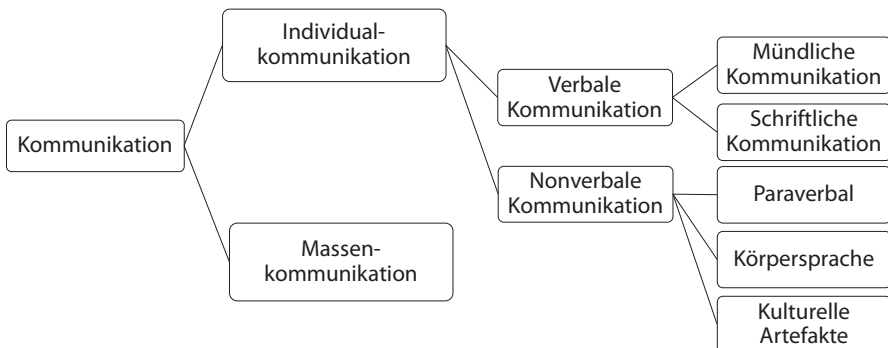 Kommunikation
Individual-
kommunikation
Massen-
kommunikation
Verbale
Kommunikation
Nonverbale
Kommunikation
Mündliche
Kommunikation
Schriftliche
Kommunikation
Paraverbal
Körpersprache
Kulturelle
Artefakte